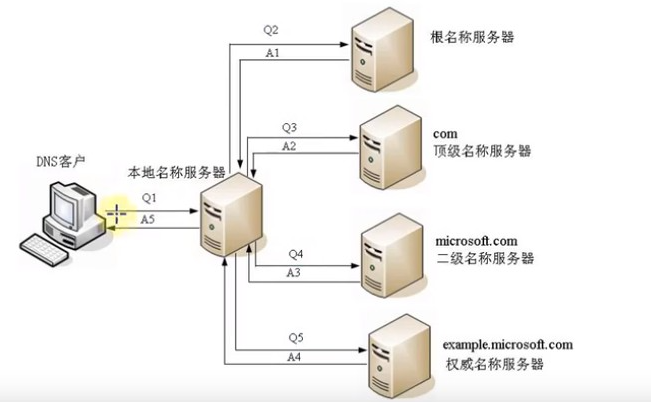 Q2
根名称服务器
A1
Q3
com
A2
顶级名称服务器
DNS客户
本地名称服务器
Q1
A5
microsoft.com
Q4
二级名称服务器
A3
Q5
example.microsoft.com
A4
权威名称服务器